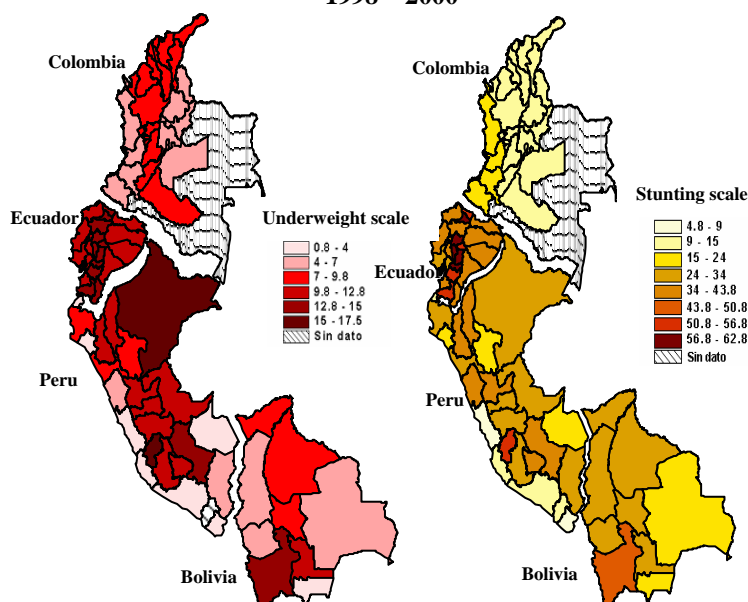 1998 – 2000
Colombia
Ecuador
Peru
Bolivia
Underweight scale
0.8 - 4
4 - 7
7 - 9.8
9.8 - 12.8
12.8 - 15
15 - 17.5
Sin dato
Colombia
Ecuador
Peru
Bolivia
Stunting scale
4.8 - 9
9 - 15
15 - 24
24 - 34
34 - 43.8
43.8 - 50.8
50.8 - 56.8
56.8 - 62.8
Sin dato